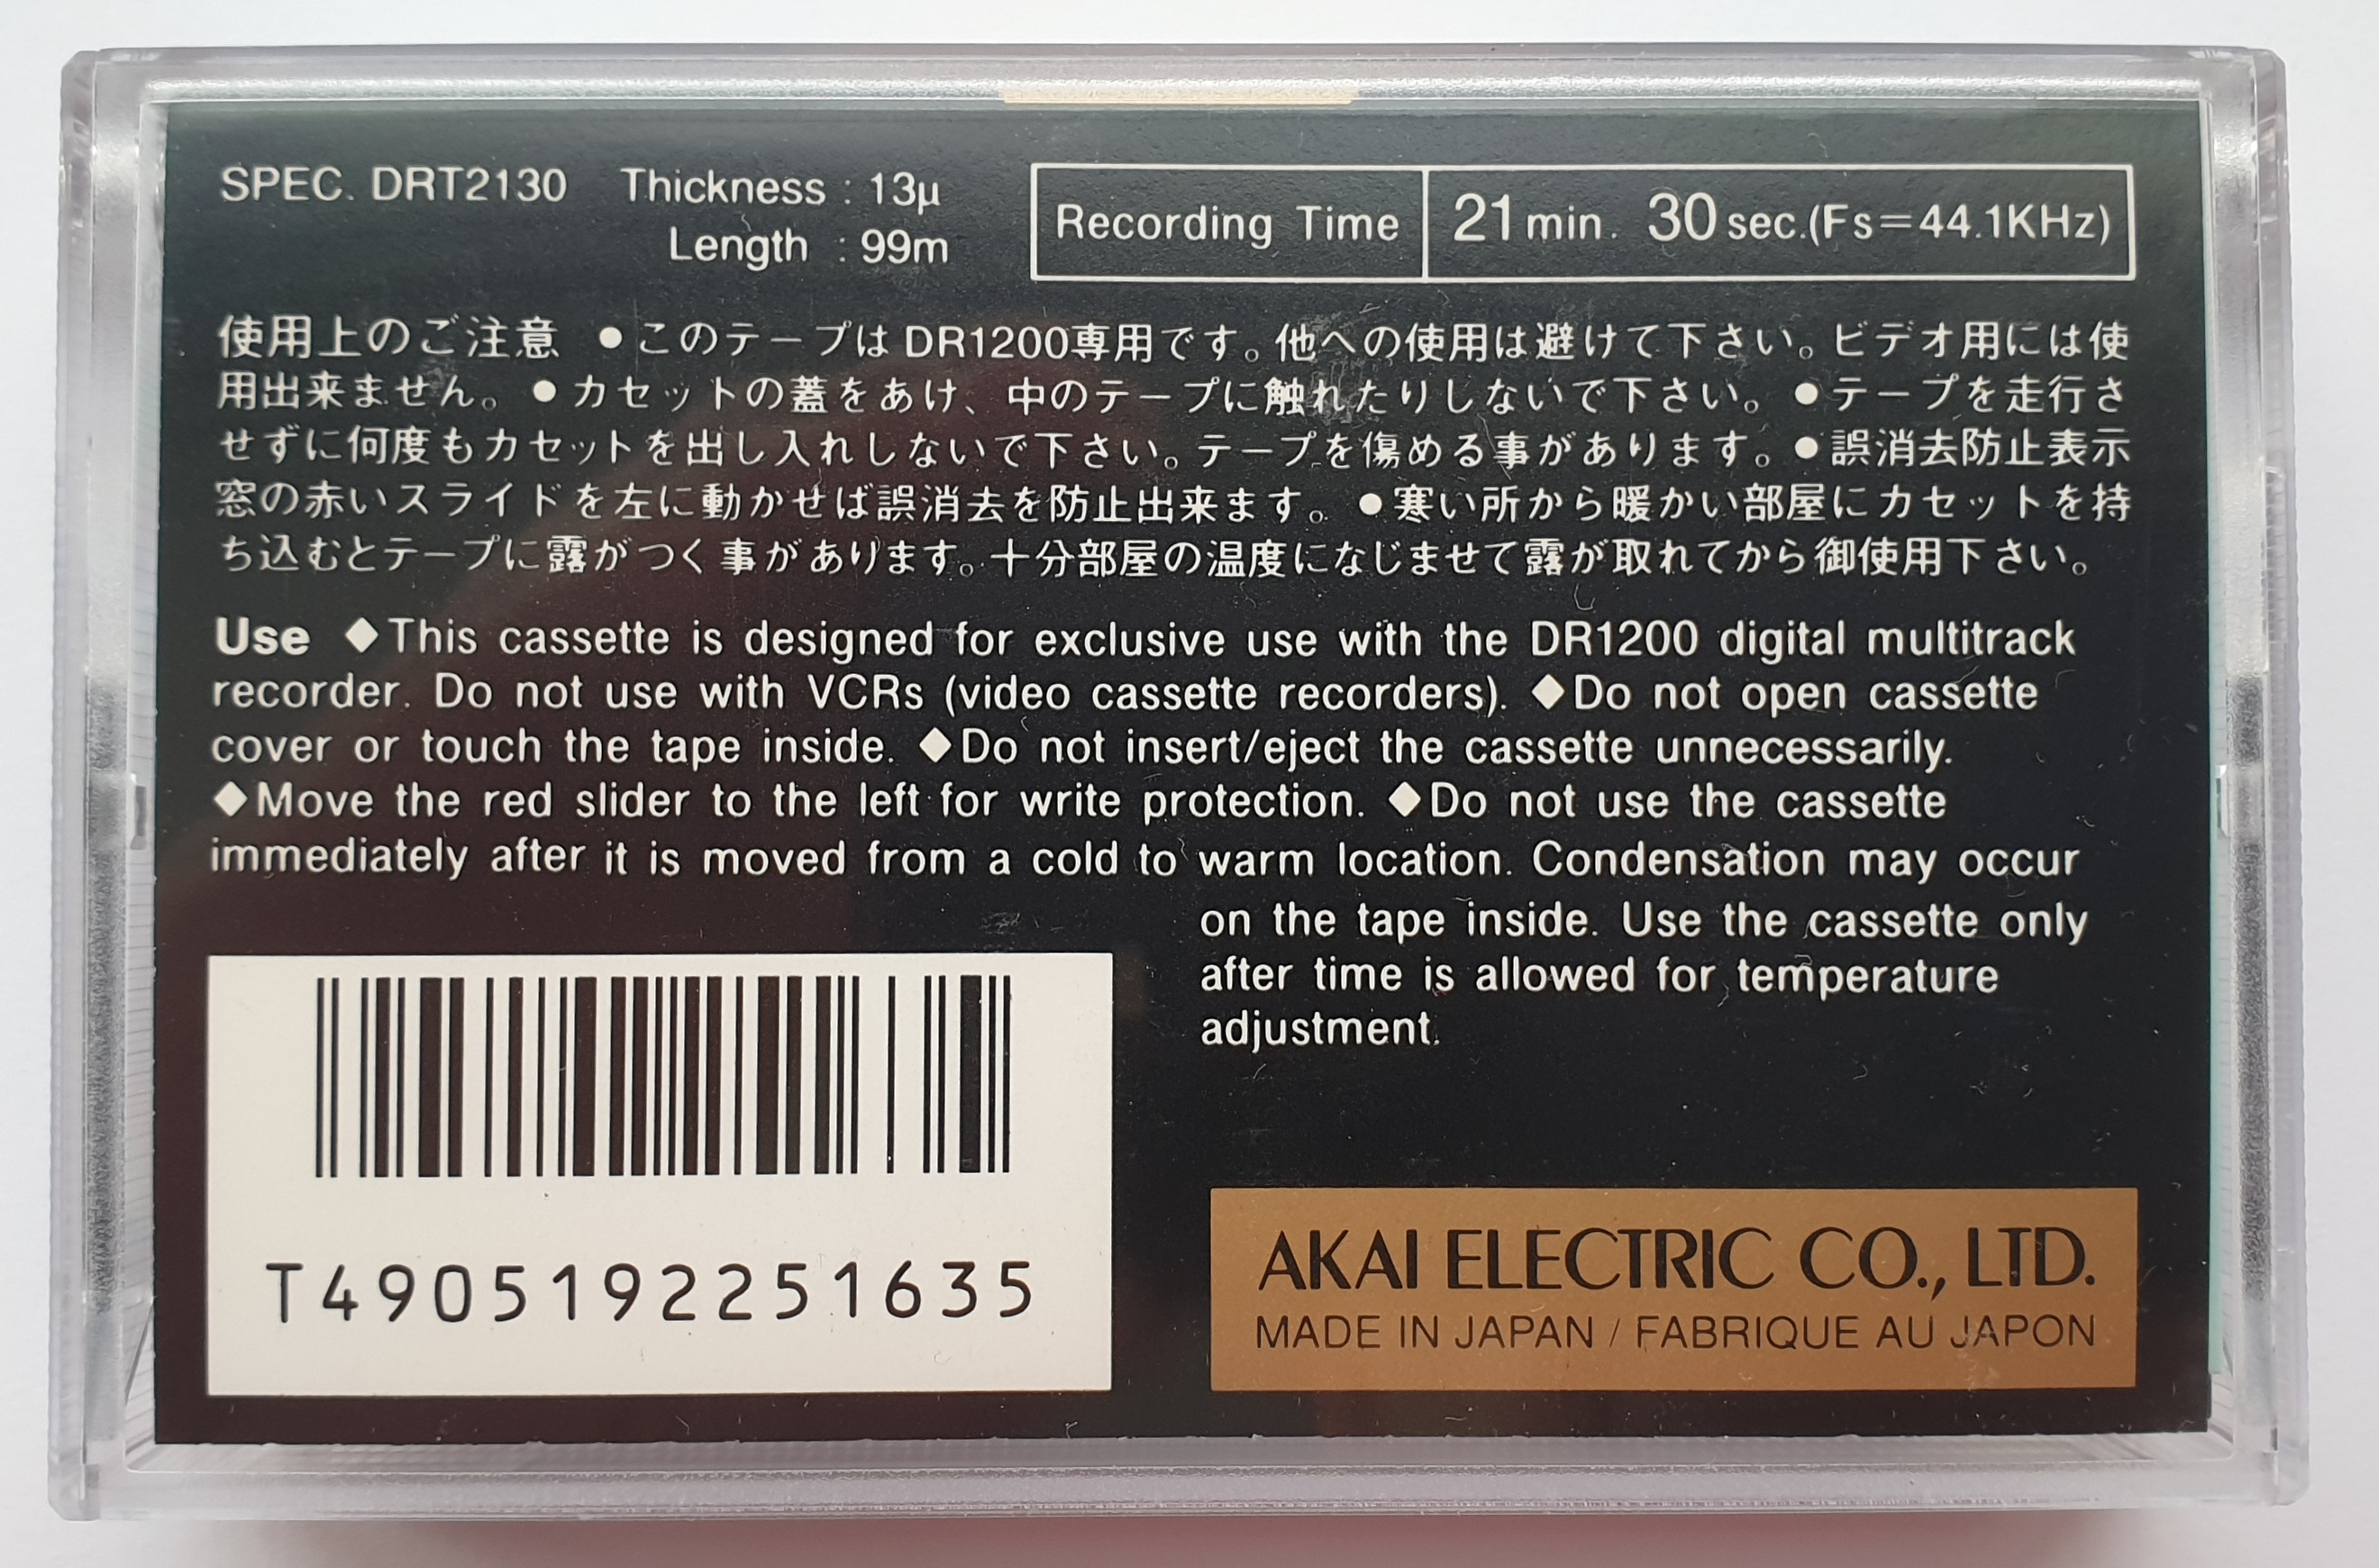 SPEC. DRT2130 Thickness : 13μ
Length : 99m
Recording Time 21 min. 30 sec.(Fs=44.1KHz)
使用上のご注意 ●このテープはDR1200専用です。他への使用は避けて下さい。ビデオ用には使
用出来ません。●カセットの蓋をあけ、中のテープに触れたりしないで下さい。●テープを走行さ
せずに何度もカセットを出し入れしないで下さい。テープを傷める事があります。●誤消去防止表示
窓の赤いスライドを左に動かせば誤消去を防止出来ます。●寒い所から暖かい部屋にカセットを持
ち込むとテープに露がつく事があります。十分部屋の温度になじませて露が取れてから御使用下さい。
Use ◆This cassette is designed for exclusive use with the DR1200 digital multitrack
recorder. Do not use with VCRs (video cassette recorders). ◆Do not open cassette
cover or touch the tape inside. ◆Do not insert/eject the cassette unnecessarily.
◆Move the red slider to the left for write protection. ◆Do not use the cassette
immediately after it is moved from a cold to warm location. Condensation may occur
on the tape inside. Use the cassette only
after time is allowed for temperature
adjustment.
T4905192251635
AKAI ELECTRIC CO., LTD.
MADE IN JAPAN / FABRIQUE AU JAPON